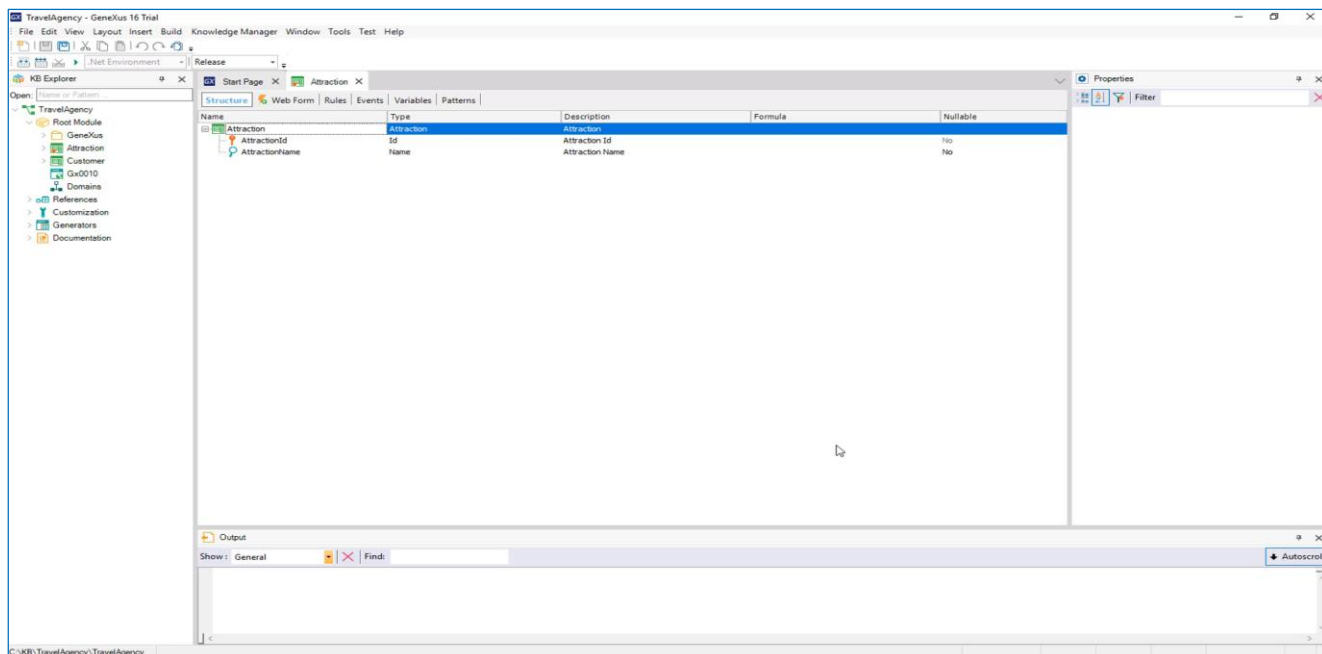 TravelAgency - GeneXus 16 Trial
File Edit View Layout Insert Build Knowledge Manager Window Tools Test Help
.Net Environment Release
KB Explorer
Open: Name or Pattern ...
TravelAgency
Root Module
GeneXus
Attraction
Customer
Gx0010
Domains
References
Customization
Generators
Documentation
GX Start Page Attraction
Structure Web Form Rules Events Variables Patterns
Name Type Description Formula Nullable
Attraction Attraction Attraction
AttractionId Id Attraction Id No
AttractionName Name Attraction Name No
Properties
Filter
Output
Show: General Find:
Autoscrol
C:\KB\TravelAgency\TravelAgency